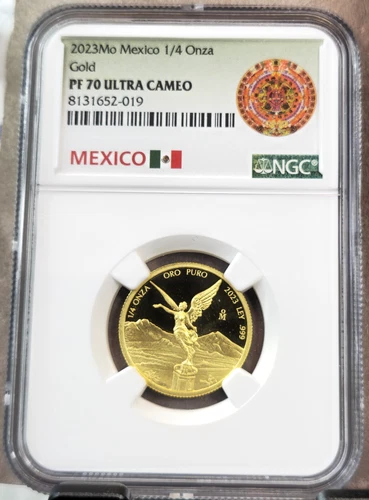 2023Mo Mexico 1/4 Onza
Gold
PF 70 ULTRA CAMEO
8131652-019
MEXICO
NGC®
1/4 ONZA ORO PURO 2023 LEY .999
Mo